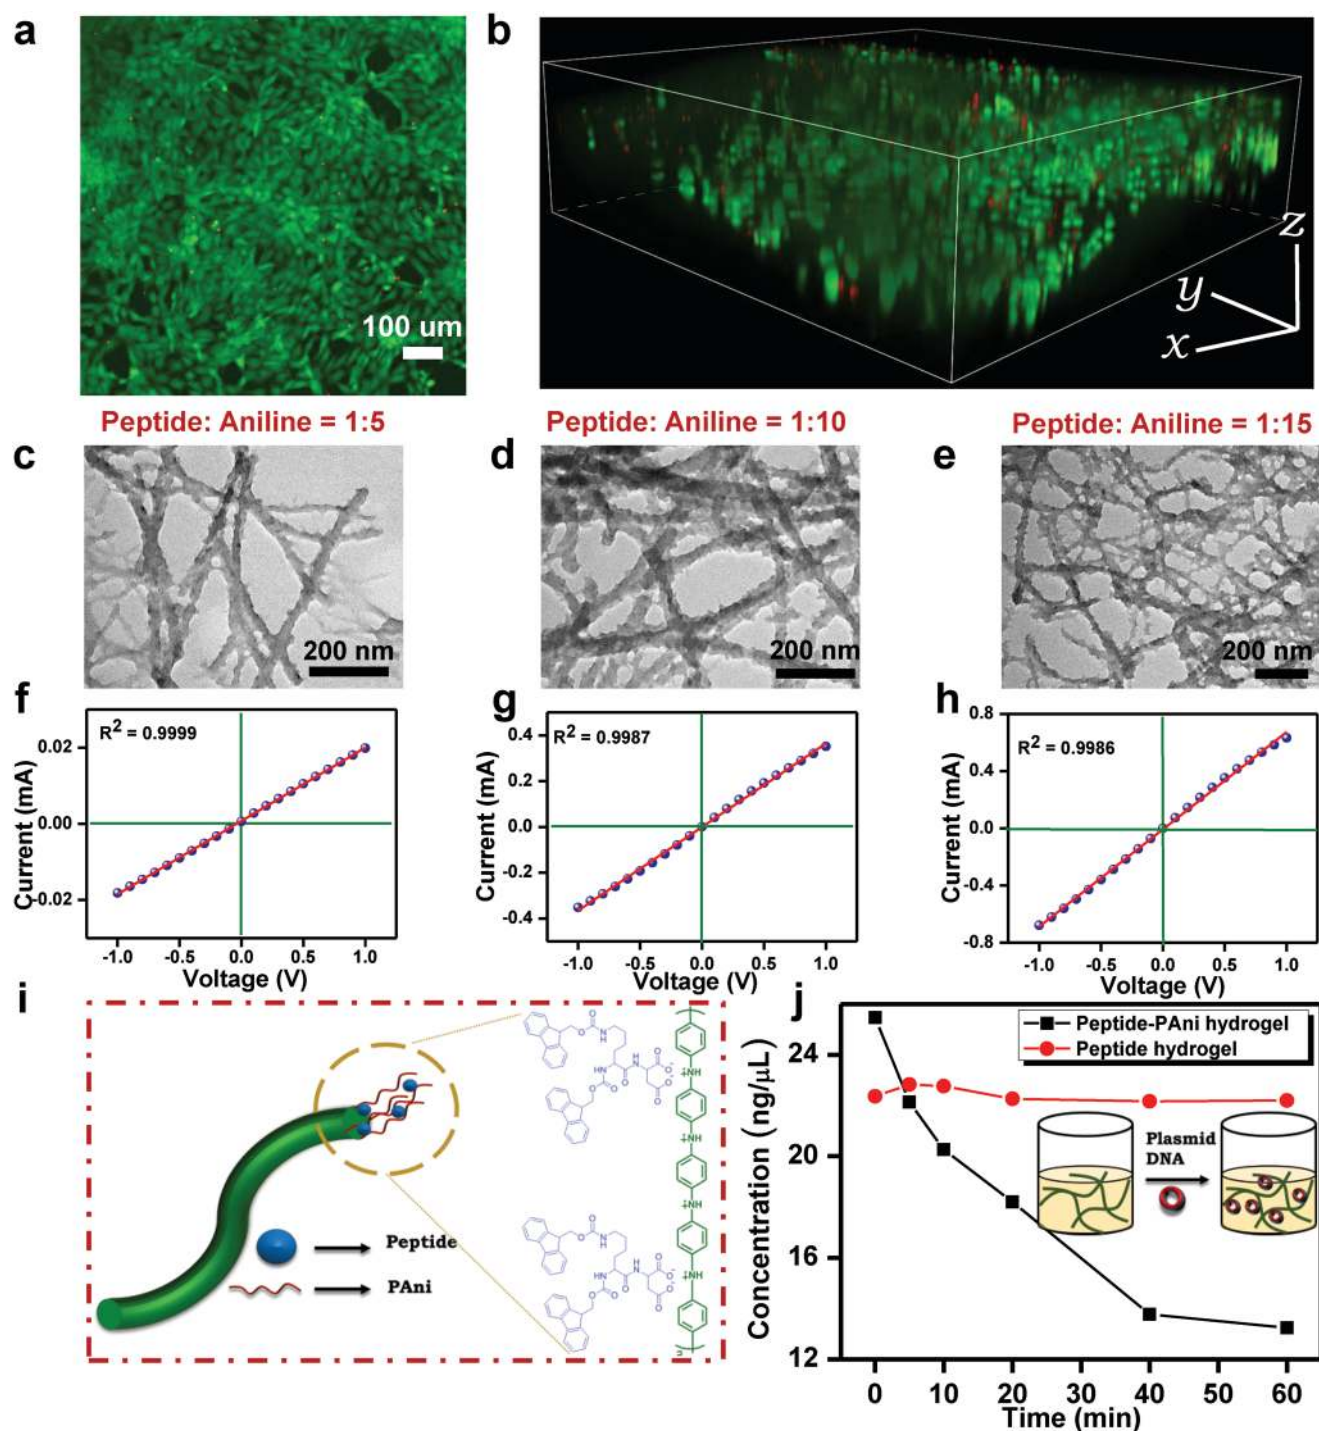 a
b
100 um
z
y
x
Peptide: Aniline = 1:5
Peptide: Aniline = 1:10
Peptide: Aniline = 1:15
c
d
e
200 nm
200 nm
200 nm
f
g
h
R² = 0.9999
0.02
0.00
-0.02
Current (mA)
-1.0 -0.5 0.0 0.5 1.0
Voltage (V)
R² = 0.9987
0.4
0.2
0.0
-0.2
-0.4
Current (mA)
-1.0 -0.5 0.0 0.5 1.0
Voltage (V)
R² = 0.9986
0.8
0.4
0.0
-0.4
-0.8
Current (mA)
-1.0 -0.5 0.0 0.5 1.0
Voltage (V)
i
Peptide
PAni
j
Peptide-PAni hydrogel
Peptide hydrogel
Plasmid
DNA
24
20
16
12
Concentration (ng/μL)
0 10 20 30 40 50 60
Time (min)